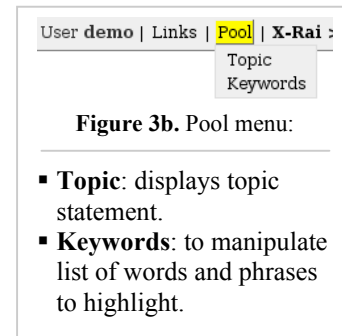 User demo | Links | Pool | X-Rai :
Topic
Keywords
Figure 3b. Pool menu:
▪ Topic: displays topic
statement.
▪ Keywords: to manipulate
list of words and phrases
to highlight.